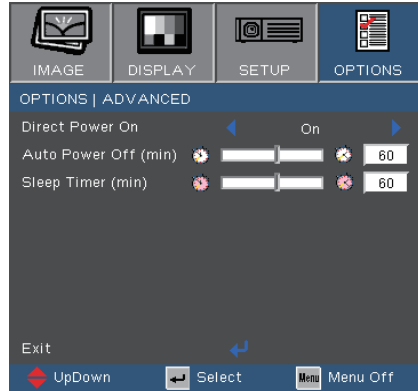 IMAGE DISPLAY SETUP OPTIONS
OPTIONS | ADVANCED
Direct Power On On
Auto Power Off (min) 60
Sleep Timer (min) 60
Exit
UpDown Select Menu Menu Off